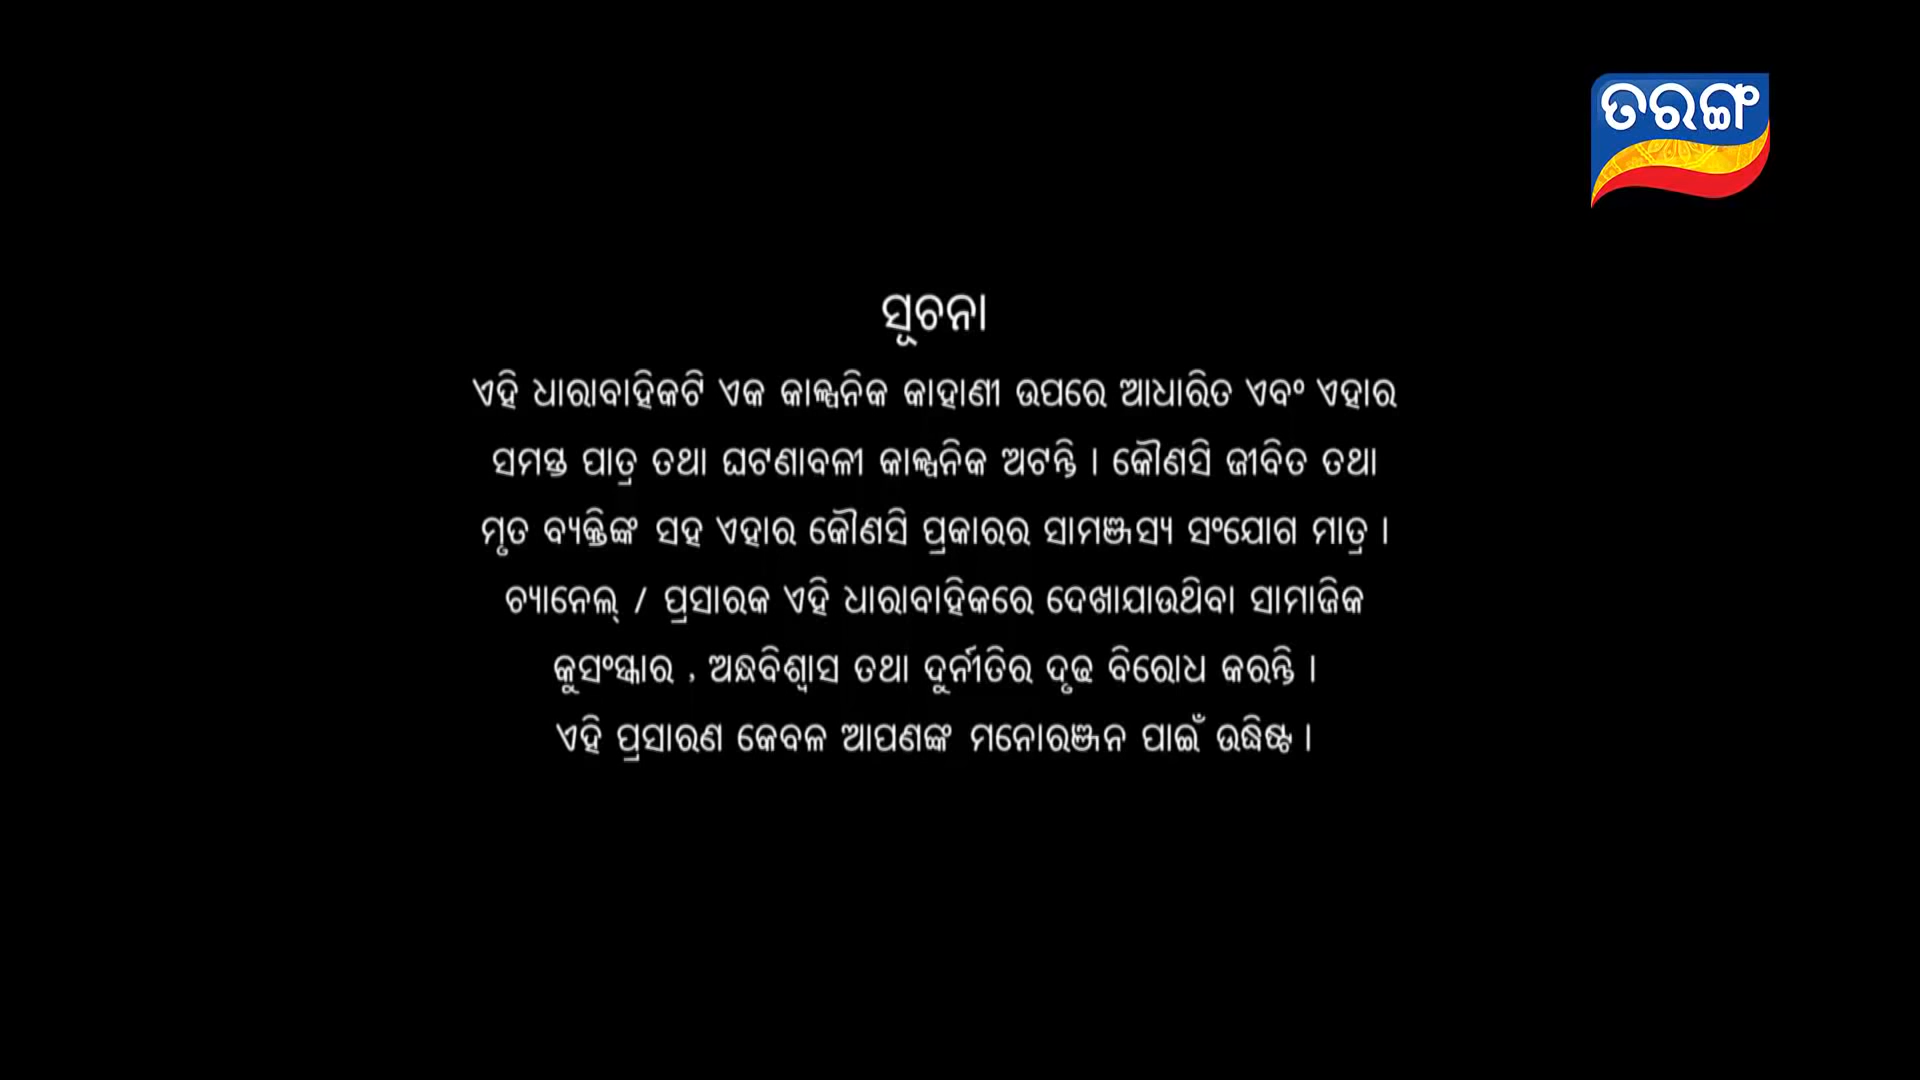 ତରଙ୍ଗ
ସୂଚନା
ଏହି ଧାରାବାହିକଟି ଏକ କାଳ୍ପନିକ କାହାଣୀ ଉପରେ ଆଧାରିତ ଏବଂ ଏହାର
ସମସ୍ତ ପାତ୍ର ତଥା ଘଟଣାବଳୀ କାଳ୍ପନିକ ଅଟନ୍ତି । କୌଣସି ଜୀବିତ ତଥା
ମୃତ ବ୍ୟକ୍ତିଙ୍କ ସହ ଏହାର କୌଣସି ପ୍ରକାରର ସାମଞ୍ଜସ୍ୟ ସଂଯୋଗ ମାତ୍ର ।
ଚ୍ୟାନେଲ୍ / ପ୍ରସାରକ ଏହି ଧାରାବାହିକରେ ଦେଖାଯାଉଥିବା ସାମାଜିକ
କୁସଂସ୍କାର , ଅନ୍ଧବିଶ୍ୱାସ ତଥା ଦୁର୍ନୀତିର ଦୃଢ ବିରୋଧ କରନ୍ତି ।
ଏହି ପ୍ରସାରଣ କେବଳ ଆପଣଙ୍କ ମନୋରଞ୍ଜନ ପାଇଁ ଉଦ୍ଧିଷ୍ଟ ।